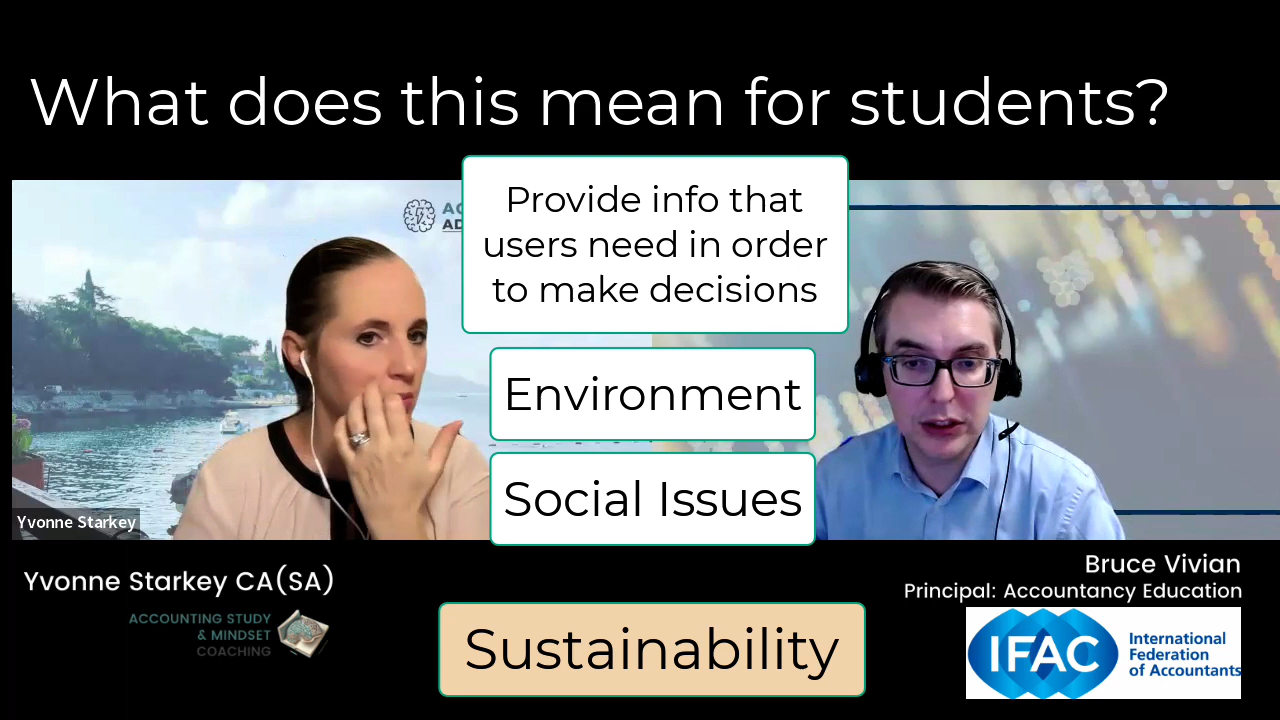 What does this mean for students?
Provide info that
users need in order
to make decisions
Environment
Social Issues
Yvonne Starkey
Yvonne Starkey CA(SA)
ACCOUNTING STUDY
& MINDSET
COACHING
Sustainability
Bruce Vivian
Principal: Accountancy Education
IFAC
International
Federation
of Accountants